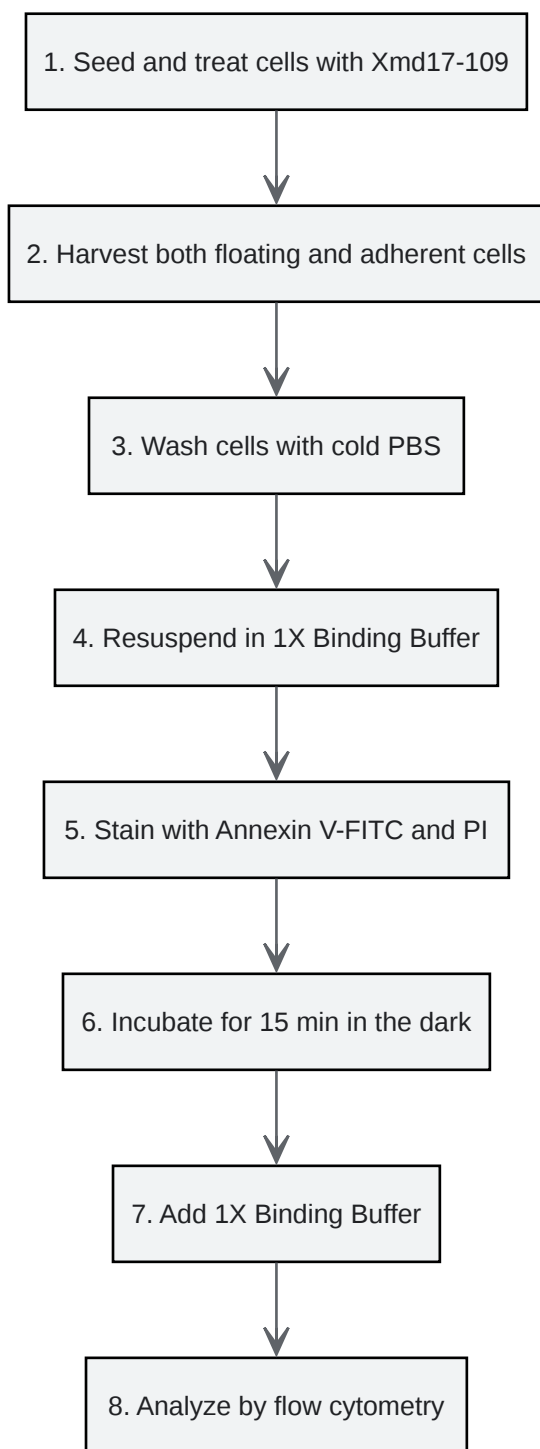 1. Seed and treat cells with Xmd17-109
2. Harvest both floating and adherent cells
3. Wash cells with cold PBS
4. Resuspend in 1X Binding Buffer
5. Stain with Annexin V-FITC and PI
6. Incubate for 15 min in the dark
7. Add 1X Binding Buffer
8. Analyze by flow cytometry